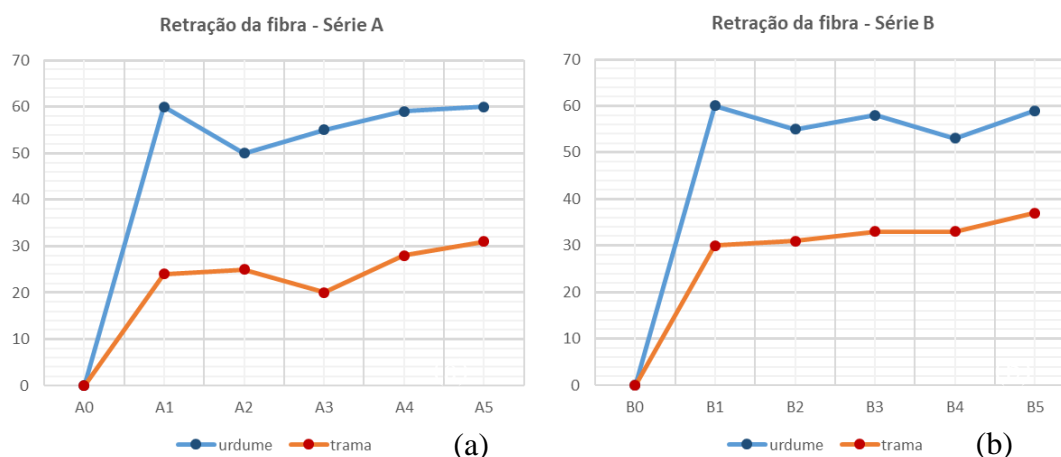 Retração da fibra - Série A
70
60
50
40
30
20
10
0
A0 A1 A2 A3 A4 A5
urdume trama
(a)
Retração da fibra - Série B
70
60
50
40
30
20
10
0
B0 B1 B2 B3 B4 B5
urdume trama
(b)